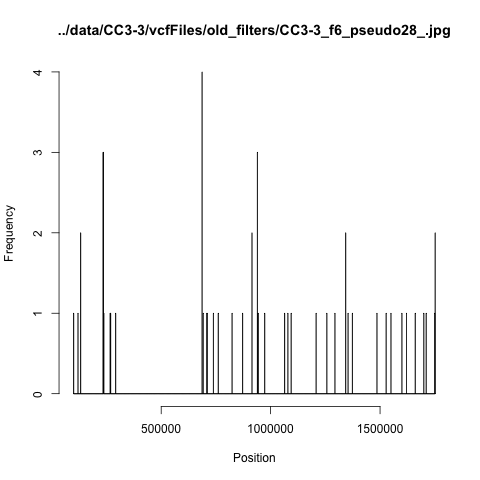 ../data/CC3-3/vcfFiles/old_filters/CC3-3_f6_pseudo28_.jpg
Frequency
4
3
2
1
0
500000 1000000 1500000
Position